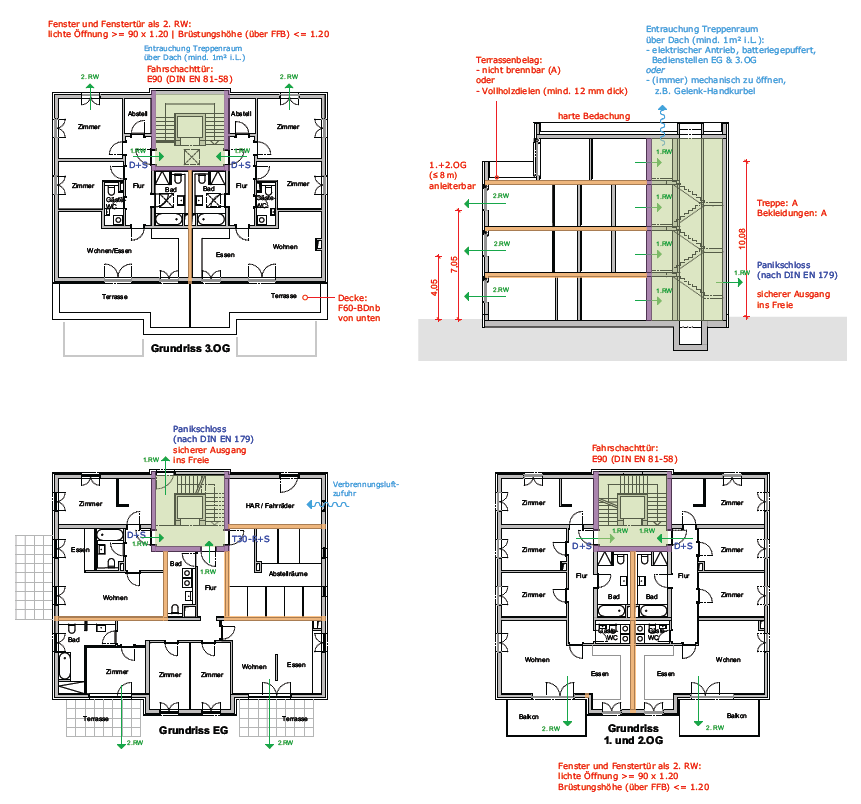 Fenster und Fenstertür als 2. RW:
lichte Öffnung >= 90 x 1.20 | Brüstungshöhe (über FFB) <= 1.20
Entrauchung Treppenraum
über Dach (mind. 1m² i.L.)
Fahrschachttür:
E90 (DIN EN 81-58)
2.RW
2.RW
Abstell
Abstell
Zimmer
Zimmer
1.RW
1.RW
D+S
D+S
Zimmer
Flur
Bad
Bad
Flur
Zimmer
Gäste
WC
Gäste
WC
Wohnen/Essen
Essen
Wohnen
Terrasse
Terrasse
Decke:
F60-BDnb
von unten
Grundriss 3.OG
Entrauchung Treppenraum
über Dach (mind. 1m² i.L.):
- elektrischer Antrieb, batteriegepuffert,
Bedienstellen EG & 3.OG
oder
- (immer) mechanisch zu öffnen,
z.B. Gelenk-Handkurbel
Terrassenbelag:
- nicht brennbar (A)
oder
- Vollholzdielen (mind. 12 mm dick)
harte Bedachung
1.RW
1.+2.OG
(≤ 8 m)
anleiterbar
2.RW
1.RW
2.RW
1.RW
2.RW
1.RW
4,05
7,05
10,08
Treppe: A
Bekleidungen: A
Panikschloss
(nach DIN EN 179)
1.RW
sicherer Ausgang
ins Freie
Panikschloss
(nach DIN EN 179)
sicherer Ausgang
ins Freie
1.RW
Verbrennungsluft-
zufuhr
Zimmer
HAR / Fahrräder
D+S
1.RW
T30-R+S
1.RW
Essen
Bad
Flur
Abstellräume
Wohnen
Bad
Zimmer
Zimmer
Zimmer
Wohnen
Essen
Terrasse
Terrasse
2.RW
2.RW
Grundriss EG
Fahrschachttür:
E90 (DIN EN 81-58)
Zimmer
Zimmer
1.RW
1.RW
D+S
D+S
Zimmer
Flur
Flur
Zimmer
Zimmer
Bad
Bad
Zimmer
Gäste
WC
Gäste
WC
Wohnen
Essen
Essen
Wohnen
Balkon
Balkon
2. RW
2. RW
Grundriss
1. und 2.OG
Fenster und Fenstertür als 2. RW:
lichte Öffnung >= 90 x 1.20
Brüstungshöhe (über FFB) <= 1.20